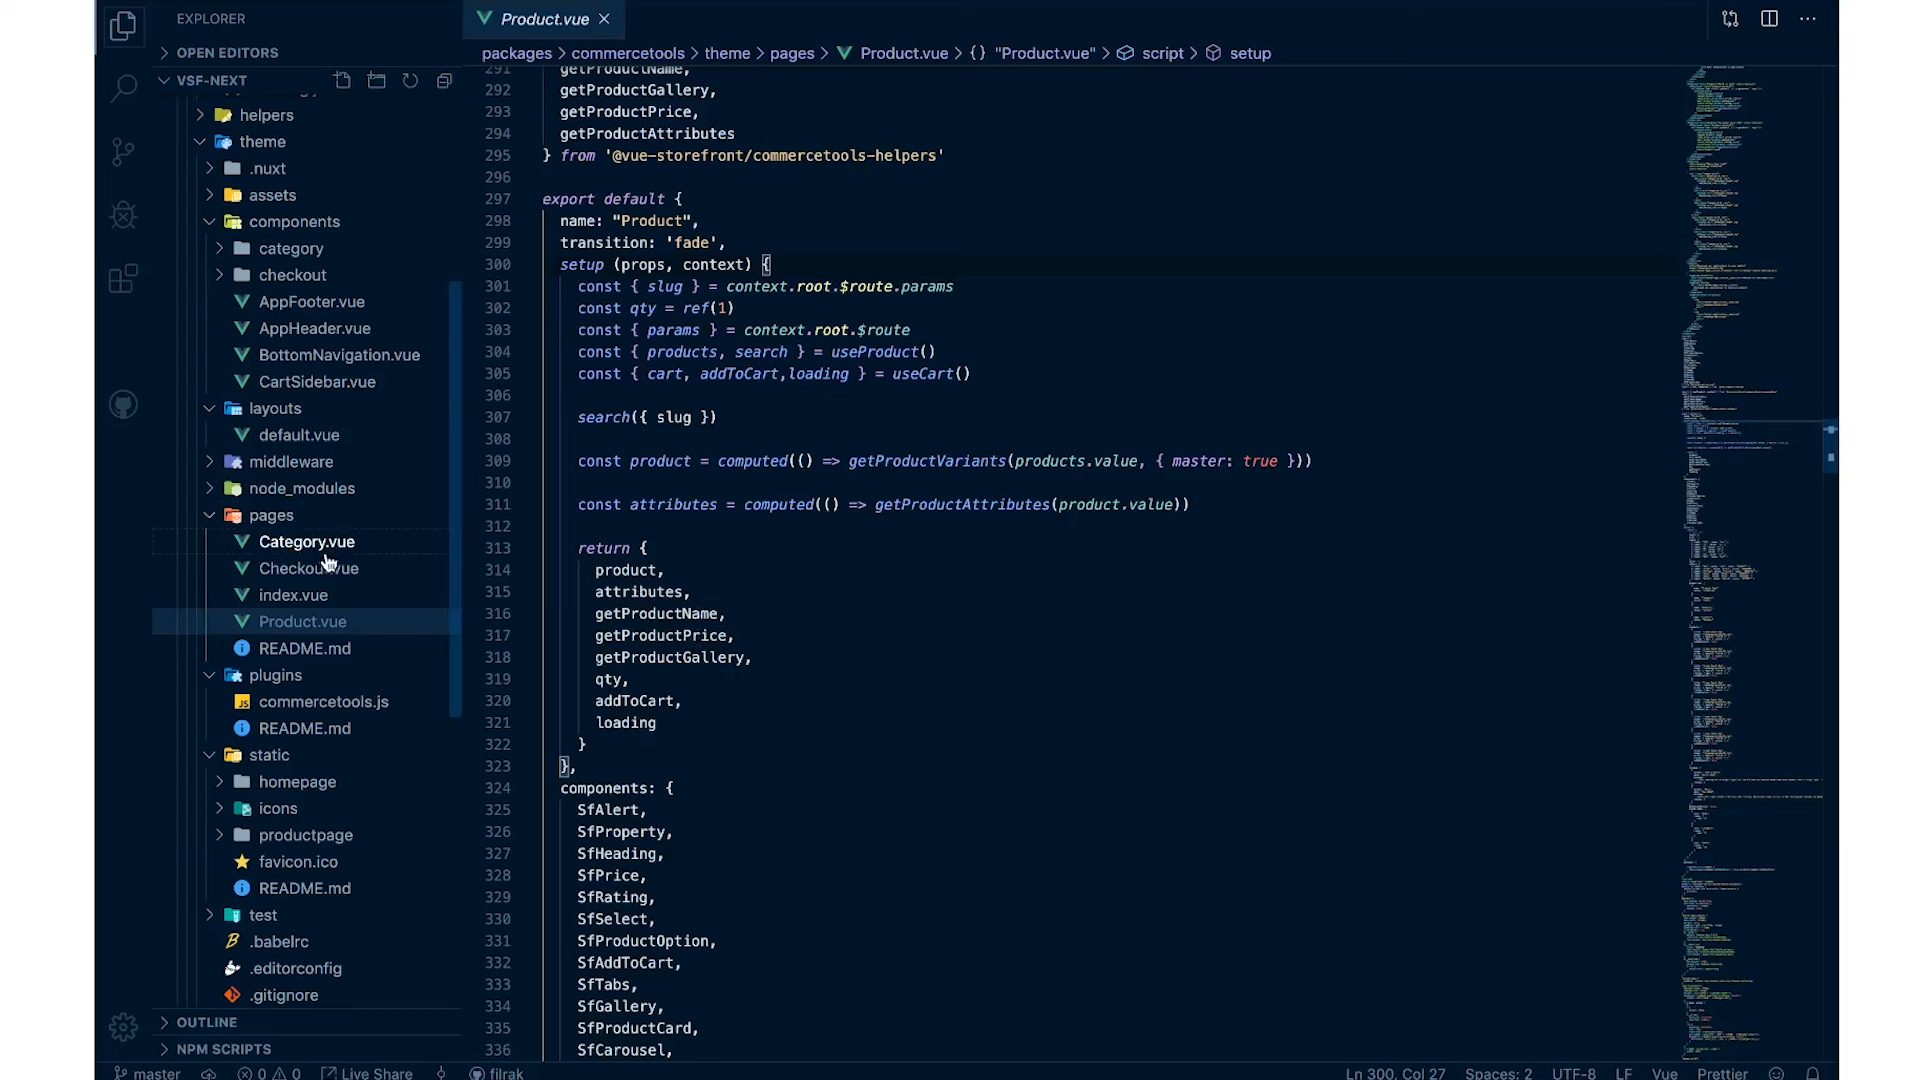 EXPLORER
OPEN EDITORS
VSF-NEXT
helpers
theme
.nuxt
assets
components
category
checkout
AppFooter.vue
AppHeader.vue
BottomNavigation.vue
CartSidebar.vue
layouts
default.vue
middleware
node_modules
pages
Category.vue
Checkout.vue
index.vue
Product.vue
README.md
plugins
commercetools.js
README.md
static
homepage
icons
productpage
favicon.ico
README.md
test
.babelrc
.editorconfig
.gitignore
OUTLINE
NPM SCRIPTS
Product.vue
packages > commercetools > theme > pages > Product.vue > {} "Product.vue" > script > setup
291 getProductName,
292 getProductGallery,
293 getProductPrice,
294 getProductAttributes
295 } from '@vue-storefront/commercetools-helpers'
296
297 export default {
298 name: "Product",
299 transition: 'fade',
300 setup (props, context) {
301 const { slug } = context.root.$route.params
302 const qty = ref(1)
303 const { params } = context.root.$route
304 const { products, search } = useProduct()
305 const { cart, addToCart,loading } = useCart()
306
307 search({ slug })
308
309 const product = computed(() => getProductVariants(products.value, { master: true }))
310
311 const attributes = computed(() => getProductAttributes(product.value))
312
313 return {
314 product,
315 attributes,
316 getProductName,
317 getProductPrice,
318 getProductGallery,
319 qty,
320 addToCart,
321 loading
322 }
323 },
324 components: {
325 SfAlert,
326 SfProperty,
327 SfHeading,
328 SfPrice,
329 SfRating,
330 SfSelect,
331 SfProductOption,
332 SfAddToCart,
333 SfTabs,
334 SfGallery,
335 SfProductCard,
336 SfCarousel,
master 0 0 Live Share filrak Ln 300, Col 27 Spaces: 2 UTF-8 LF Vue Prettier